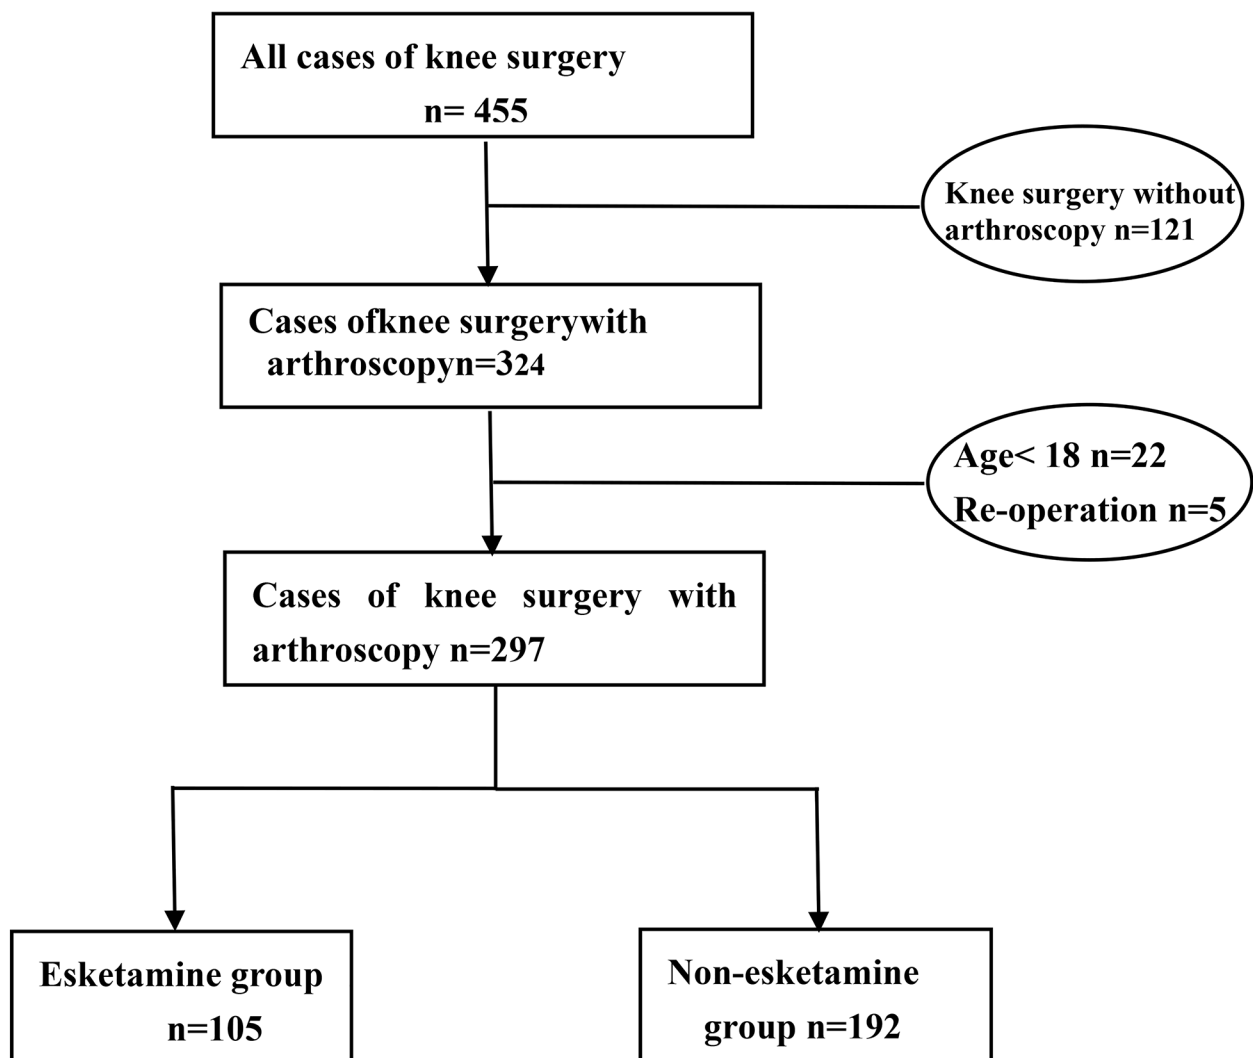 All cases of knee surgery
n= 455
Knee surgery without
arthroscopy n=121
Cases ofknee surgerywith
arthroscopyn=324
Age< 18 n=22
Re-operation n=5
Cases of knee surgery with
arthroscopy n=297
Esketamine group
n=105
Non-esketamine
group n=192